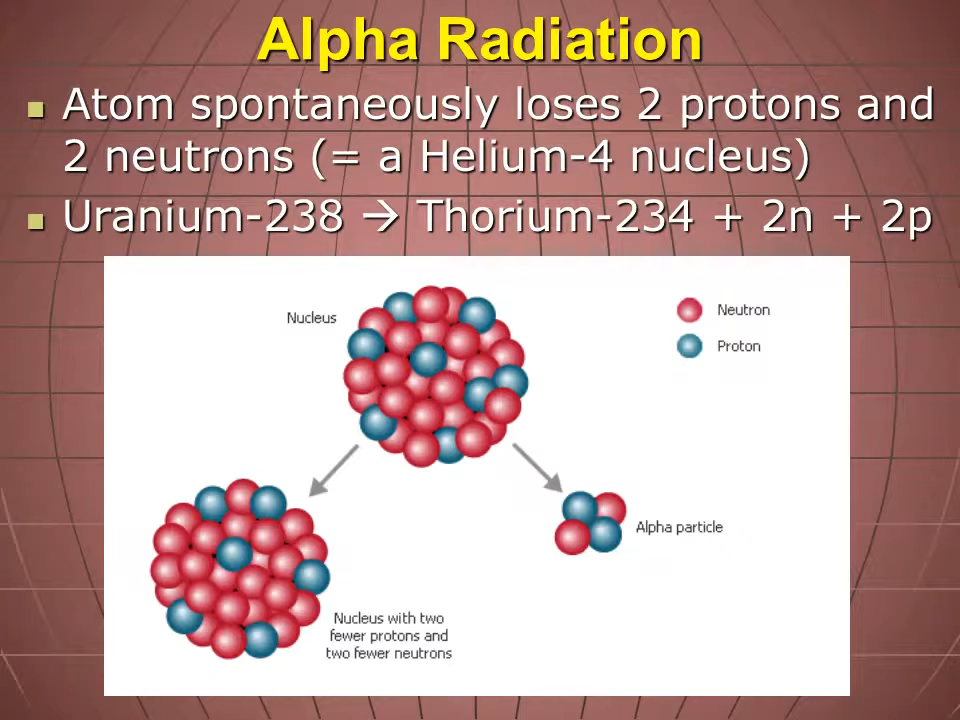 Alpha Radiation
Atom spontaneously loses 2 protons and
2 neutrons (= a Helium-4 nucleus)
Uranium-238 → Thorium-234 + 2n + 2p
Nucleus
Neutron
Proton
Alpha particle
Nucleus with two
fewer protons and
two fewer neutrons